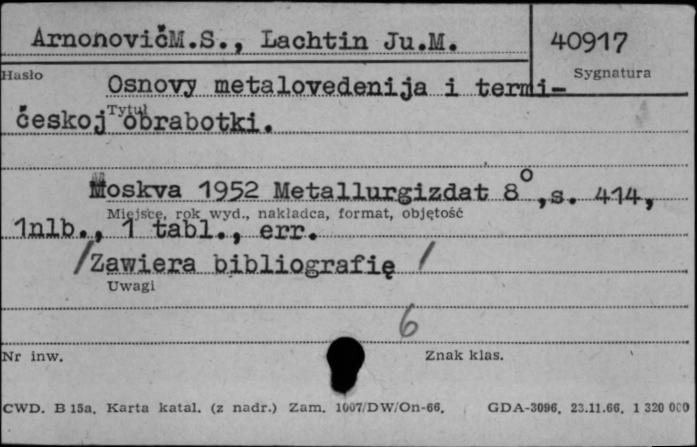 ArnonovičM.S., Lachtin Ju.M.
40917
Hasło
Sygnatura
Osnovy metalovedenija i termi-
Tytuł
českoj obrabotki.
Moskva 1952 Metallurgizdat 8°,s. 414,
Miejsce, rok wyd., nakładca, format, objętość
1nlb., 1 tabl., err.
/Zawiera bibliografię /
Uwagi
6
Nr inw.
Znak klas.
CWD. B 15a. Karta katal. (z nadr.) Zam. 1007/DW/On-66. GDA-3096. 23.11.66. 1 320 000